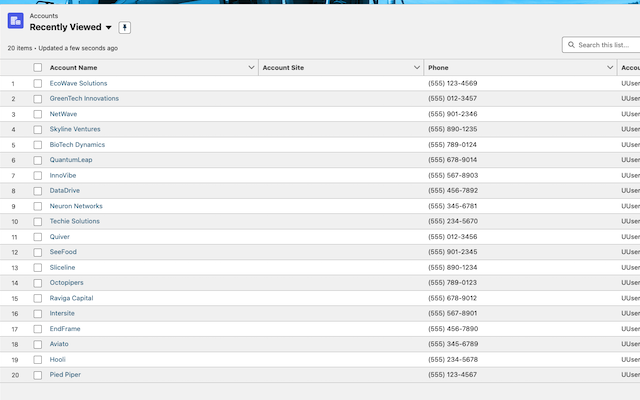 Accounts
Recently Viewed
20 items • Updated a few seconds ago
Search this list...
Account Name Account Site Phone Accou
1 EcoWave Solutions (555) 123-4569 UUser
2 GreenTech Innovations (555) 012-3457 UUser
3 NetWave (555) 901-2346 UUser
4 Skyline Ventures (555) 890-1235 UUser
5 BioTech Dynamics (555) 789-0124 UUser
6 QuantumLeap (555) 678-9014 UUser
7 InnoVibe (555) 567-8903 UUser
8 DataDrive (555) 456-7892 UUser
9 Neuron Networks (555) 345-6781 UUser
10 Techie Solutions (555) 234-5670 UUser
11 Quiver (555) 012-3456 UUser
12 SeeFood (555) 901-2345 UUser
13 Sliceline (555) 890-1234 UUser
14 Octopipers (555) 789-0123 UUser
15 Raviga Capital (555) 678-9012 UUser
16 Intersite (555) 567-8901 UUser
17 EndFrame (555) 456-7890 UUser
18 Aviato (555) 345-6789 UUser
19 Hooli (555) 234-5678 UUser
20 Pied Piper (555) 123-4567 UUser